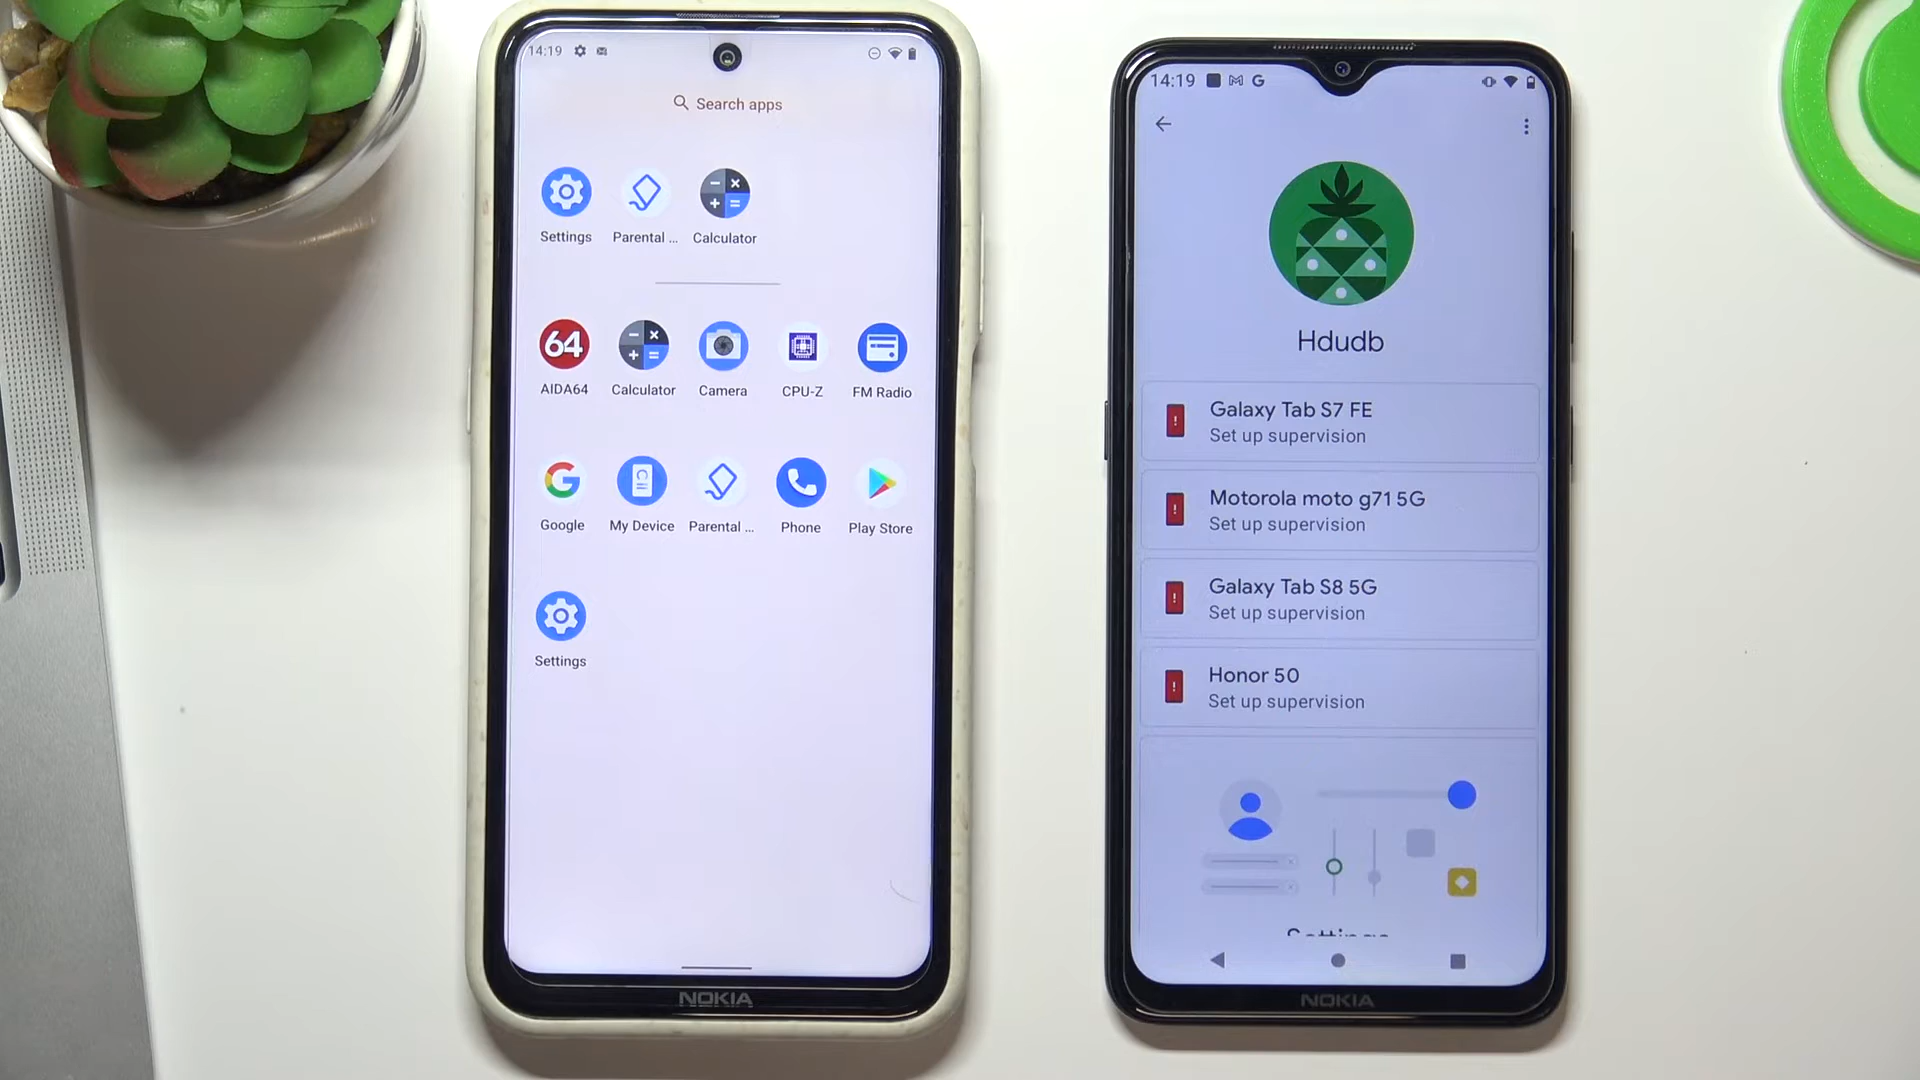 14:19
Search apps
Settings
Parental ...
Calculator
64
AIDA64
Calculator
Camera
CPU-Z
FM Radio
Google
My Device
Parental ...
Phone
Play Store
Settings
NOKIA
14:19
Hdudb
Galaxy Tab S7 FE
Set up supervision
Motorola moto g71 5G
Set up supervision
Galaxy Tab S8 5G
Set up supervision
Honor 50
Set up supervision
Settings
NOKIA